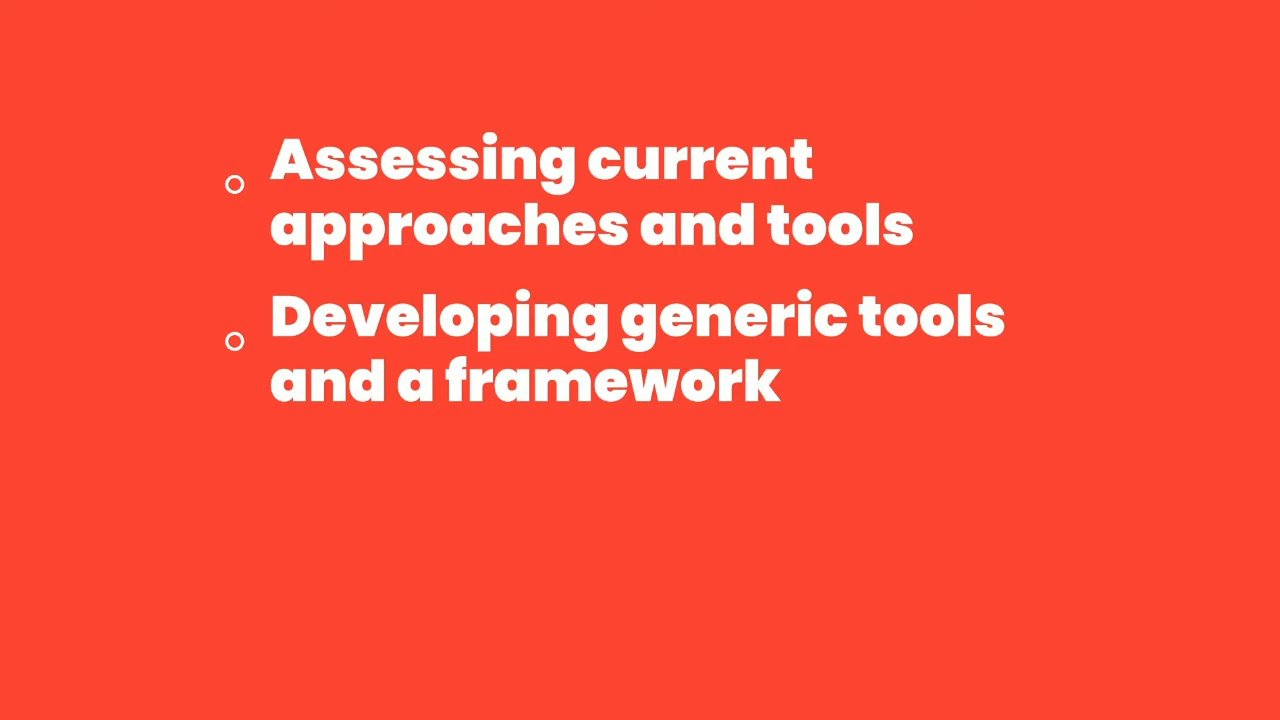 Assessing current
approaches and tools
Developing generic tools
and a framework